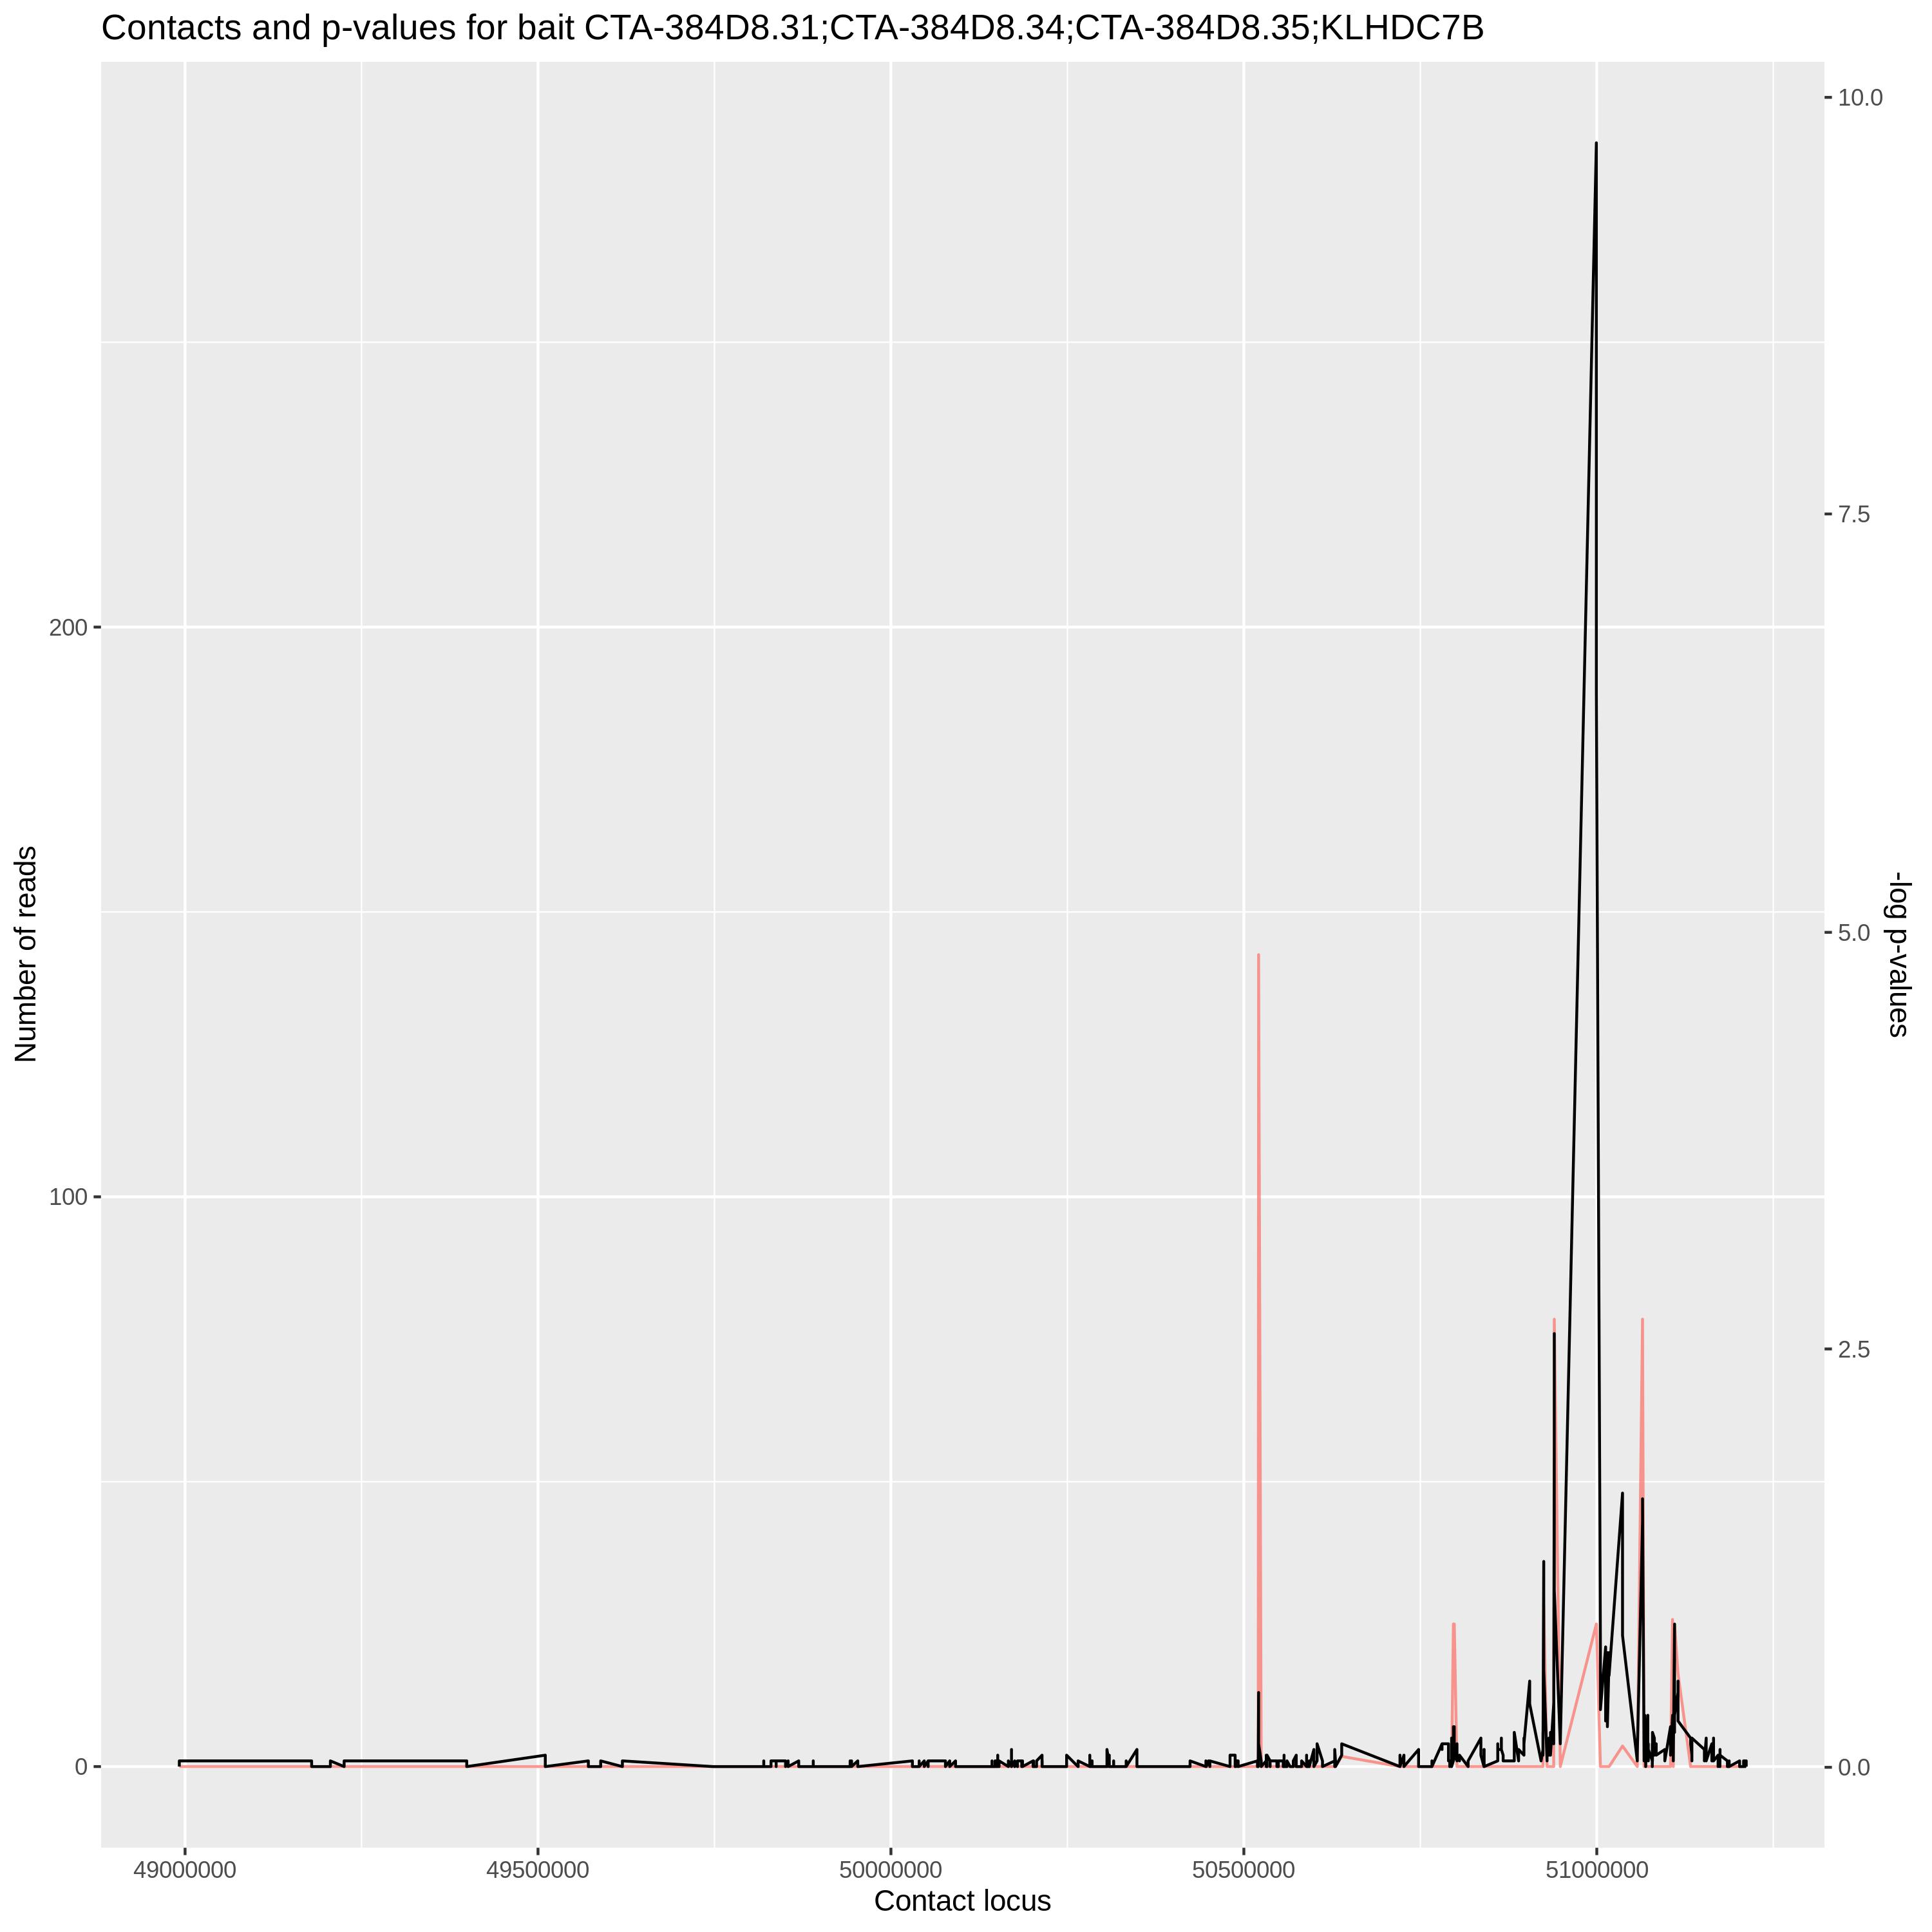 Contacts and p-values for bait CTA-384D8.31;CTA-384D8.34;CTA-384D8.35;KLHDC7B
Number of reads
200
100
0
10.0
7.5
5.0
2.5
0.0
-log p-values
49000000 49500000 50000000 50500000 51000000
Contact locus